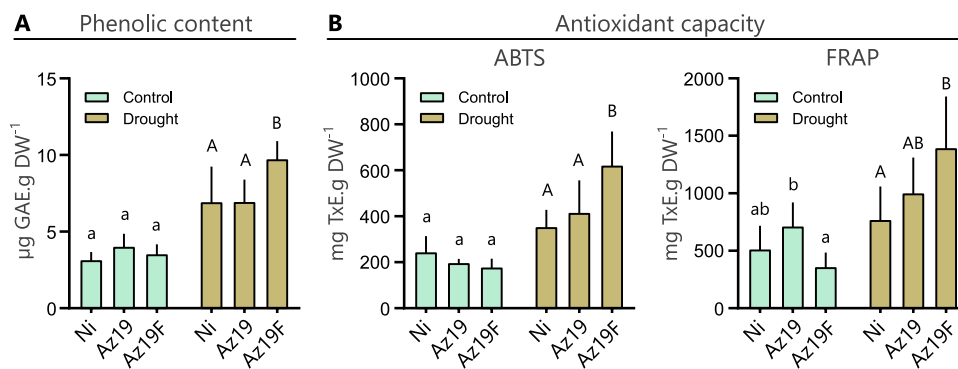 A Phenolic content
B Antioxidant capacity
ABTS
FRAP
µg GAE.g DW⁻¹
15
10
5
0
Control
Drought
a
a
a
A
A
B
Ni
Az19
Az19F
Ni
Az19
Az19F
mg TxE.g DW⁻¹
1000
800
600
400
200
0
Control
Drought
a
a
a
A
A
B
Ni
Az19
Az19F
Ni
Az19
Az19F
mg TxE.g DW⁻¹
2000
1500
1000
500
0
Control
Drought
ab
b
a
A
AB
B
Ni
Az19
Az19F
Ni
Az19
Az19F